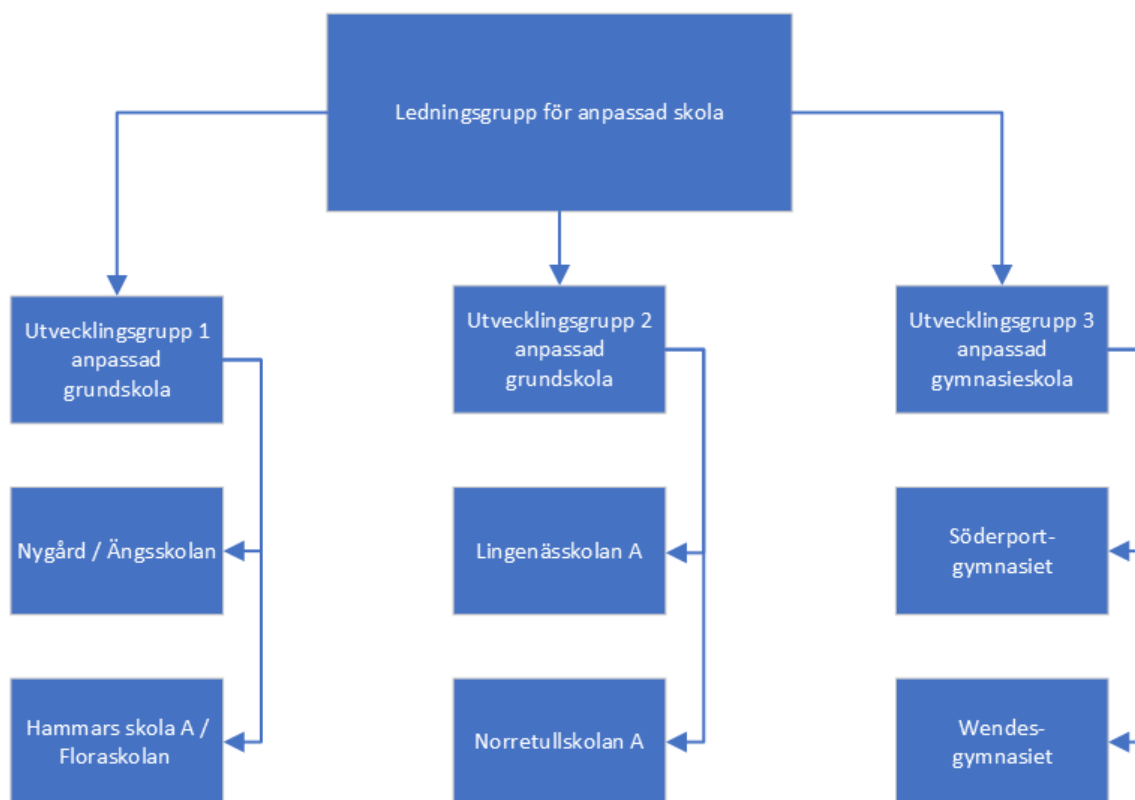 Ledningsgrupp för anpassad skola
Utvecklingsgrupp 1
anpassad
grundskola
Utvecklingsgrupp 2
anpassad
grundskola
Utvecklingsgrupp 3
anpassad
gymnasieskola
Nygård / Ängsskolan
Lingenässkolan A
Söderport-
gymnasiet
Hammars skola A /
Floraskolan
Norretullskolan A
Wendes-
gymnasiet